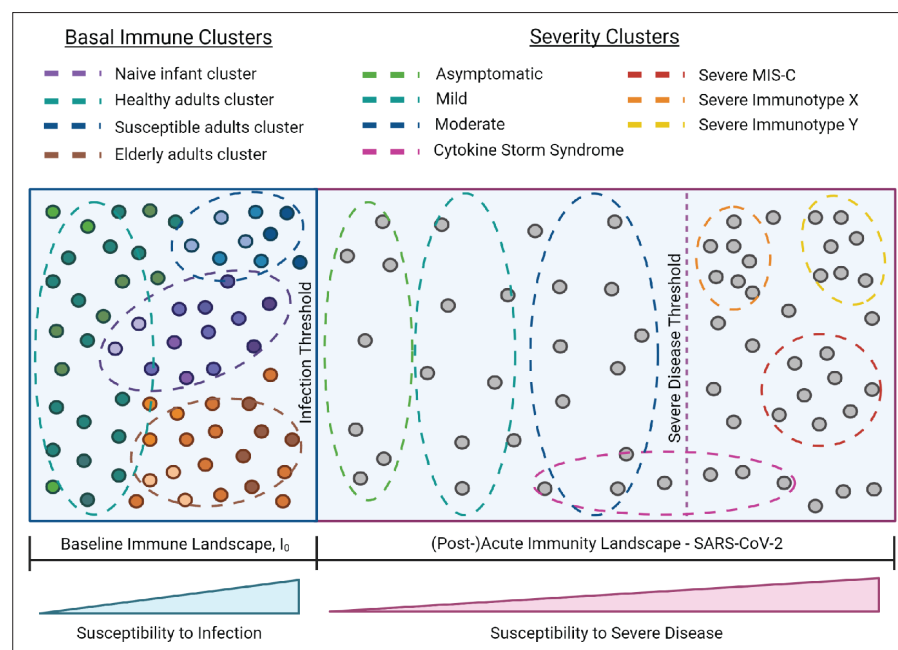 Basal Immune Clusters
Severity Clusters
Naive infant cluster
Healthy adults cluster
Susceptible adults cluster
Elderly adults cluster
Asymptomatic
Mild
Moderate
Cytokine Storm Syndrome
Severe MIS-C
Severe Immunotype X
Severe Immunotype Y
Infection Threshold
Severe Disease Threshold
Baseline Immune Landscape, I₀
(Post-)Acute Immunity Landscape - SARS-CoV-2
Susceptibility to Infection
Susceptibility to Severe Disease